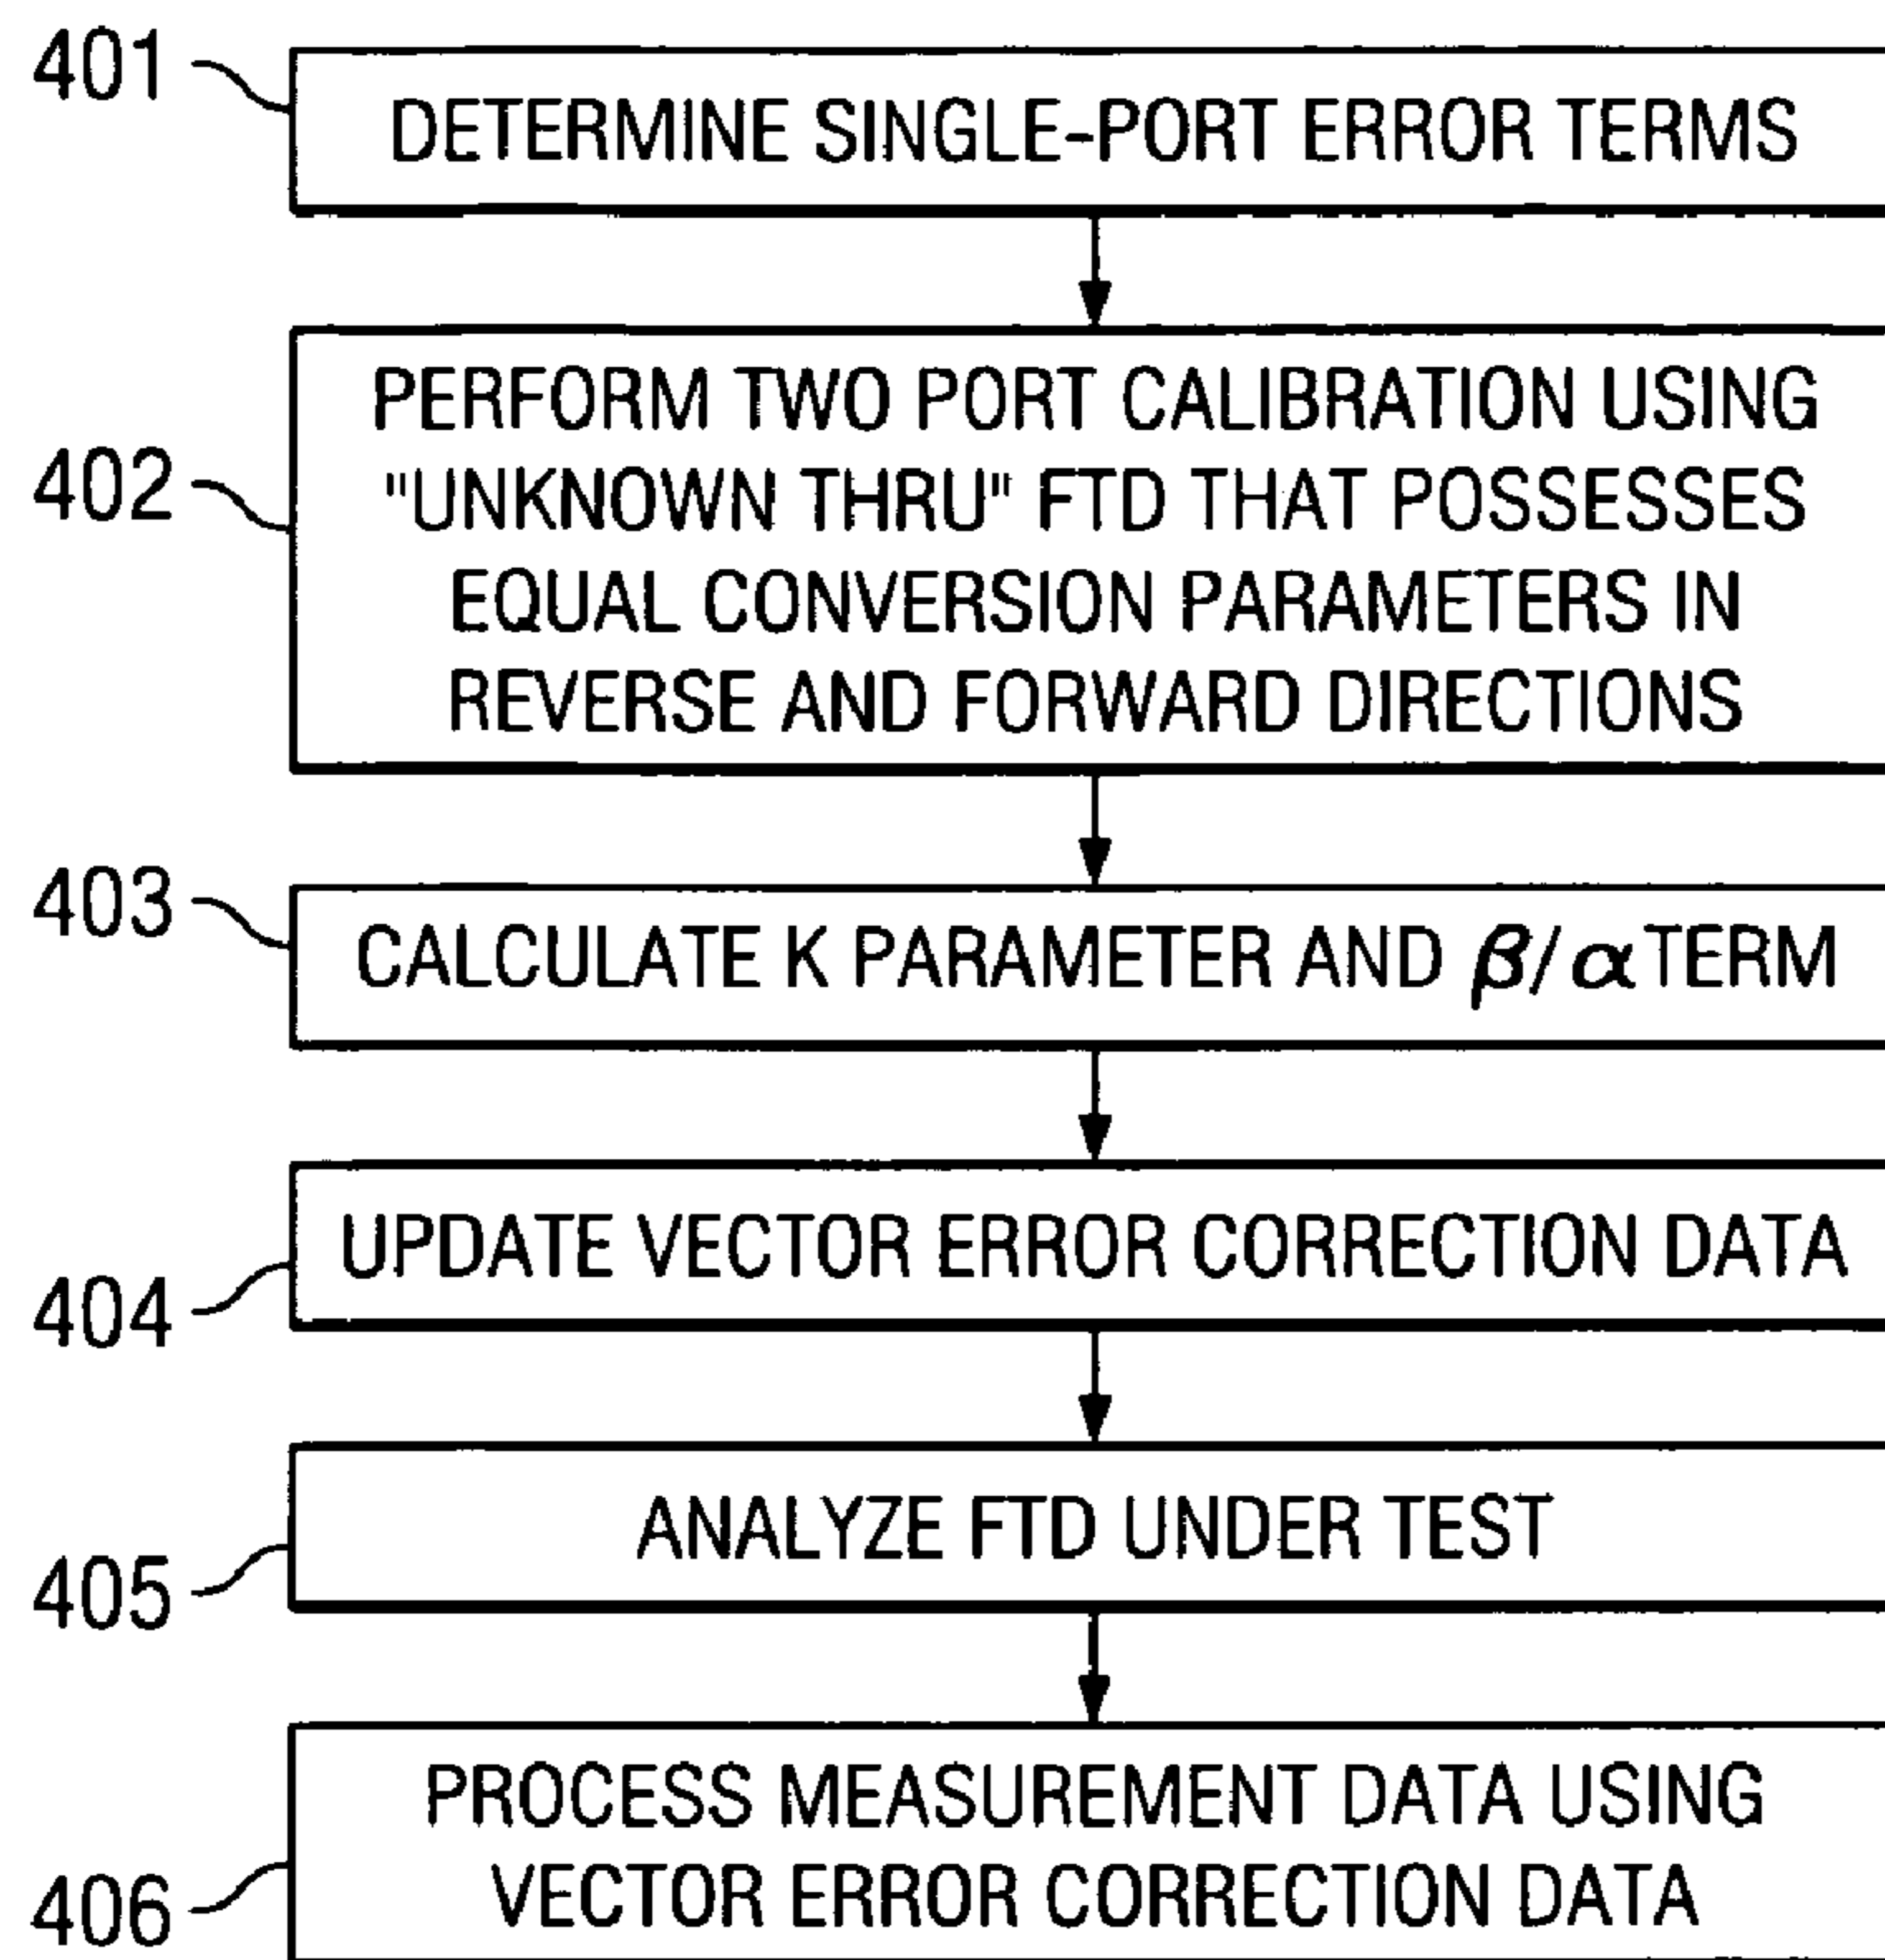 401
DETERMINE SINGLE-PORT ERROR TERMS
402
PERFORM TWO PORT CALIBRATION USING
"UNKNOWN THRU" FTD THAT POSSESSES
EQUAL CONVERSION PARAMETERS IN
REVERSE AND FORWARD DIRECTIONS
403
CALCULATE K PARAMETER AND β/α TERM
404
UPDATE VECTOR ERROR CORRECTION DATA
405
ANALYZE FTD UNDER TEST
406
PROCESS MEASUREMENT DATA USING
VECTOR ERROR CORRECTION DATA